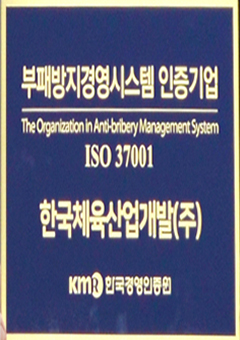 부패방지경영시스템 인증기업
The Organization in Anti-bribery Management System
ISO 37001
한국체육산업개발(주)
KMR 한국경영인증원